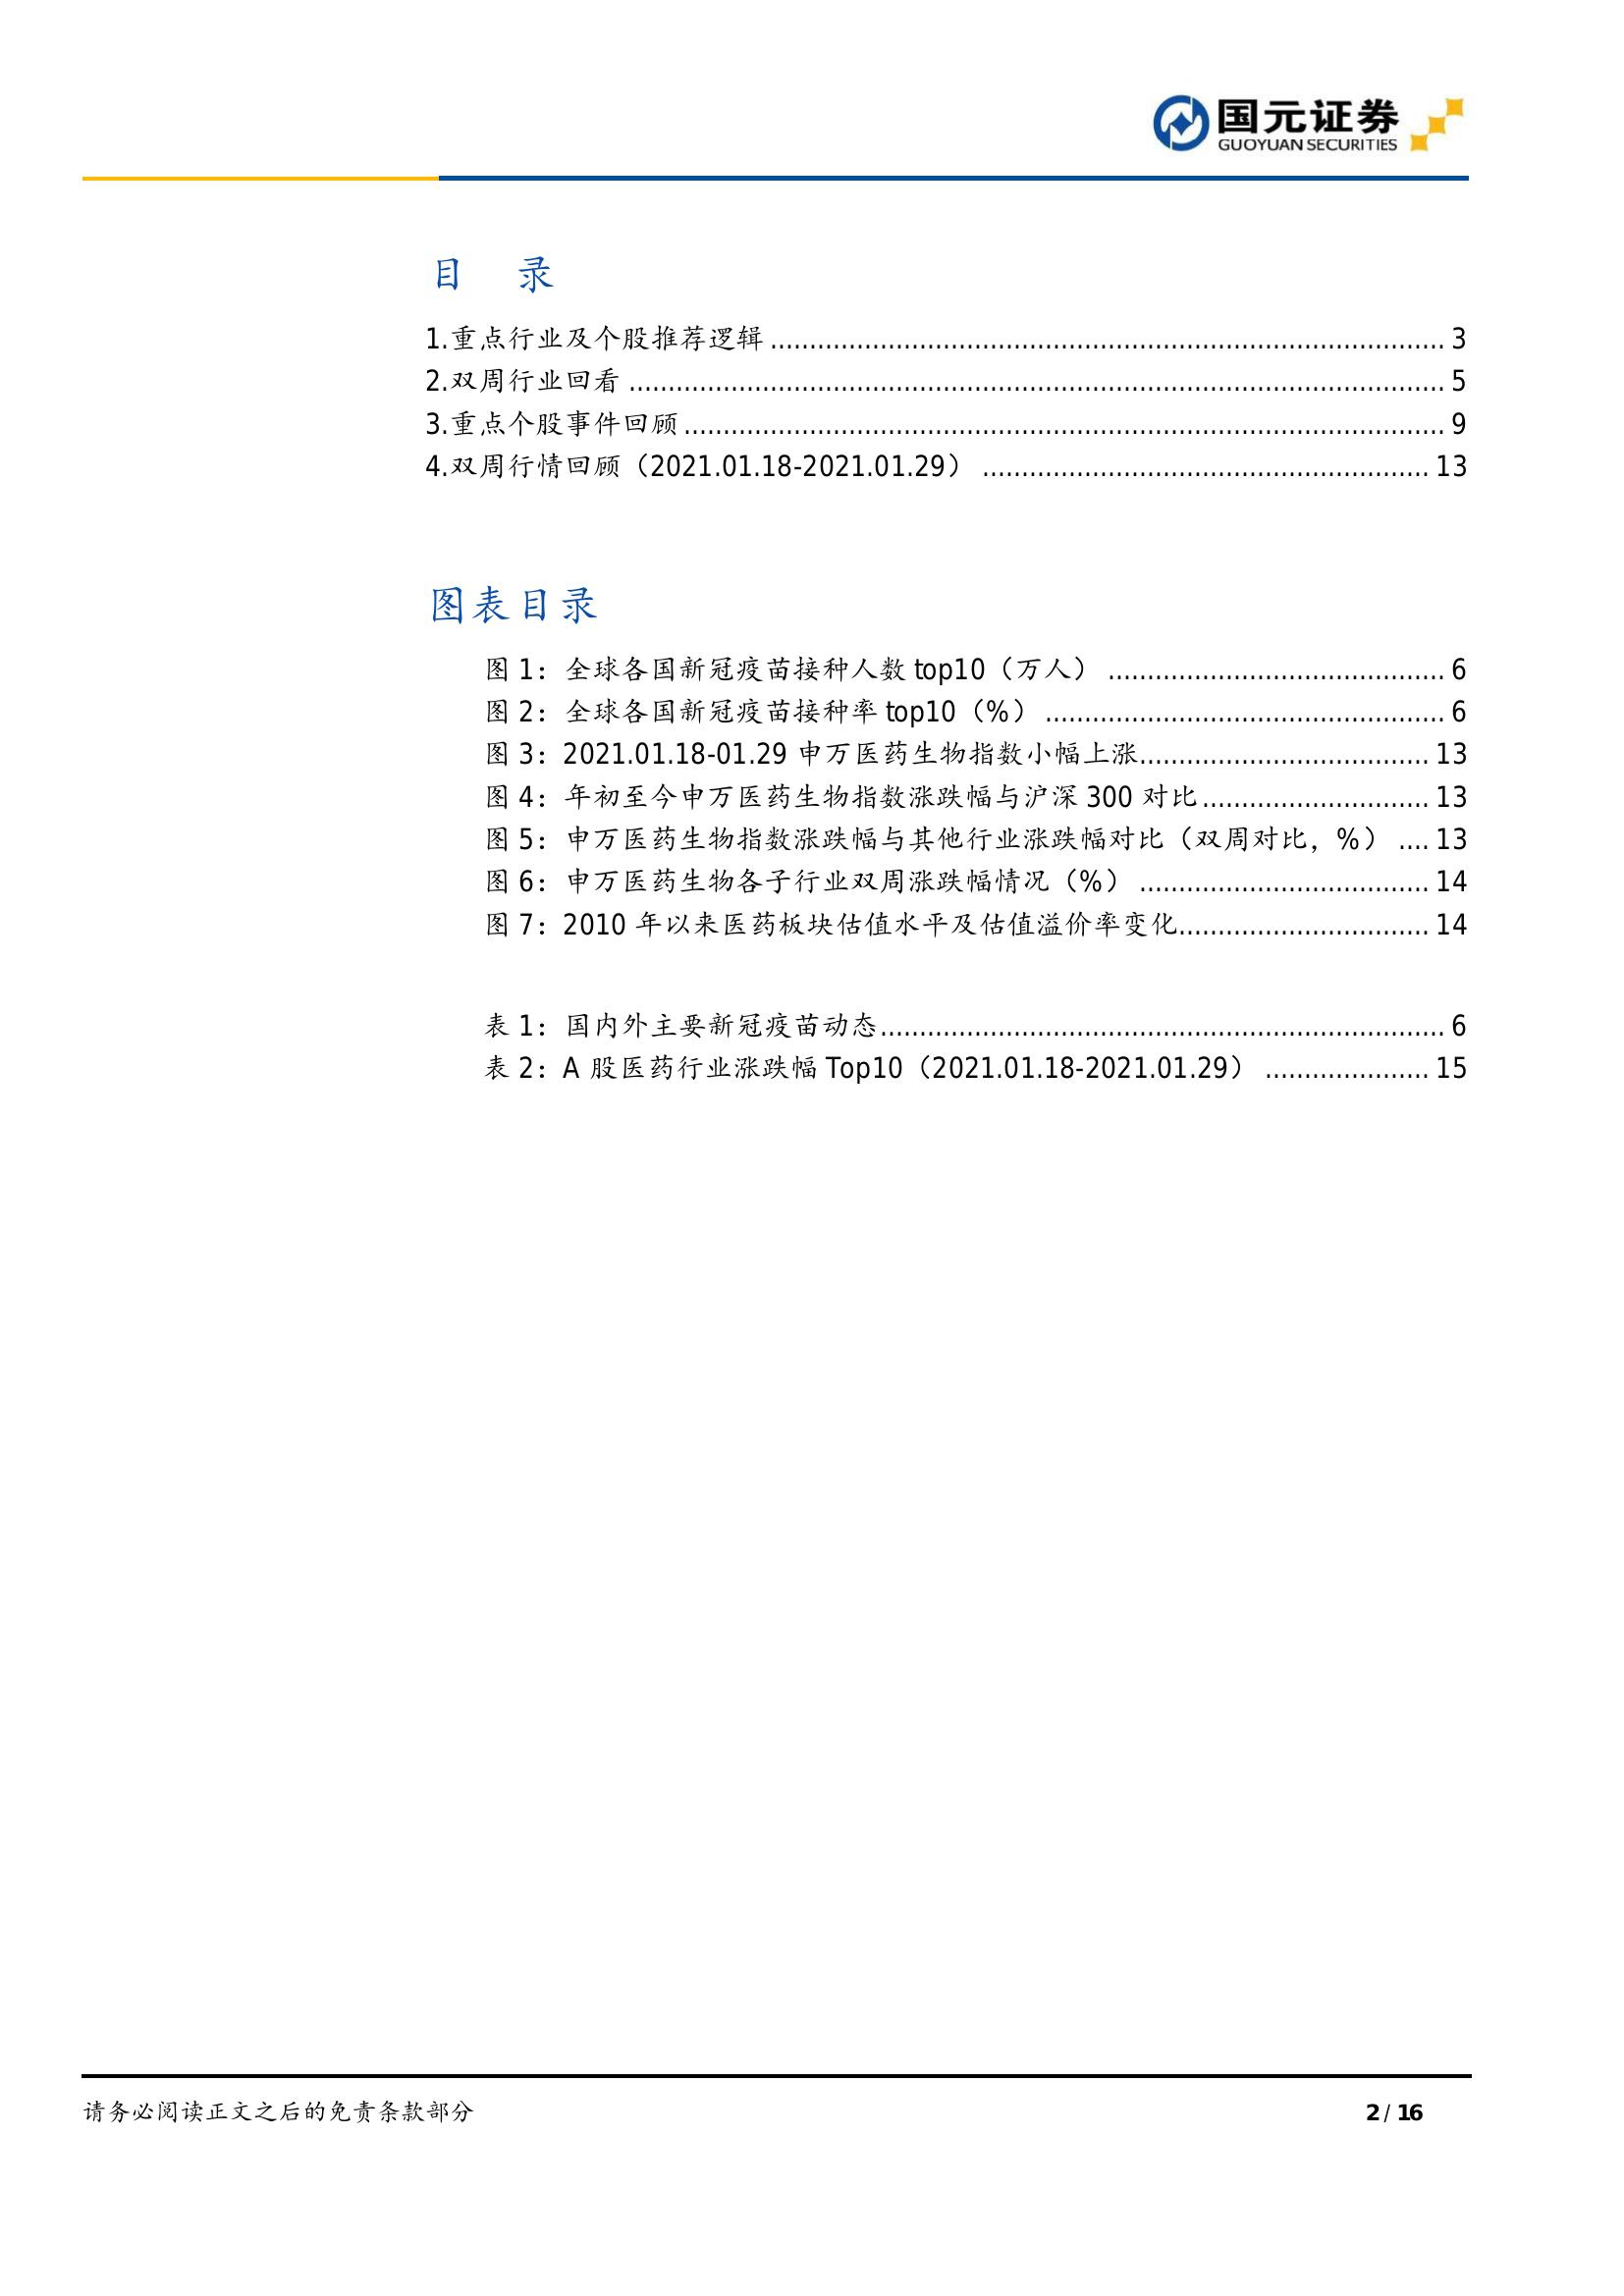 国元证券
GUOYUAN SECURITIES
目 录
1.重点行业及个股推荐逻辑 ........................................................................................ 3
2.双周行业回看 ........................................................................................................ 5
3.重点个股事件回顾 ................................................................................................. 9
4.双周行情回顾（2021.01.18-2021.01.29） ......................................................... 13
图表目录
图 1：全球各国新冠疫苗接种人数 top10（万人） ........................................... 6
图 2：全球各国新冠疫苗接种率 top10（%） ................................................... 6
图 3：2021.01.18-01.29 申万医药生物指数小幅上涨..................................... 13
图 4：年初至今申万医药生物指数涨跌幅与沪深 300 对比............................. 13
图 5：申万医药生物指数涨跌幅与其他行业涨跌幅对比（双周对比，%） .... 13
图 6：申万医药生物各子行业双周涨跌幅情况（%） ..................................... 14
图 7：2010 年以来医药板块估值水平及估值溢价率变化................................ 14
表 1：国内外主要新冠疫苗动态........................................................................ 6
表 2：A 股医药行业涨跌幅 Top10（2021.01.18-2021.01.29） ..................... 15
请务必阅读正文之后的免责条款部分
2 / 16